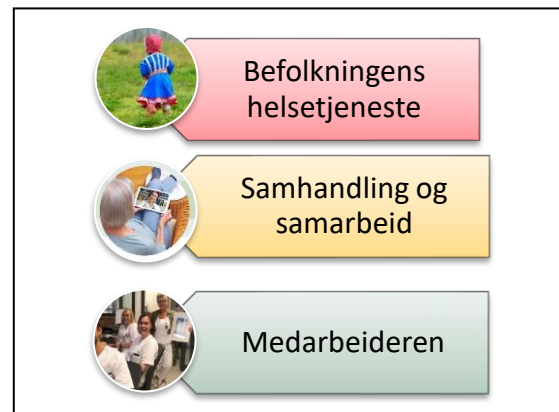 Befolkningens
helsetjeneste
Samhandling og
samarbeid
Medarbeideren